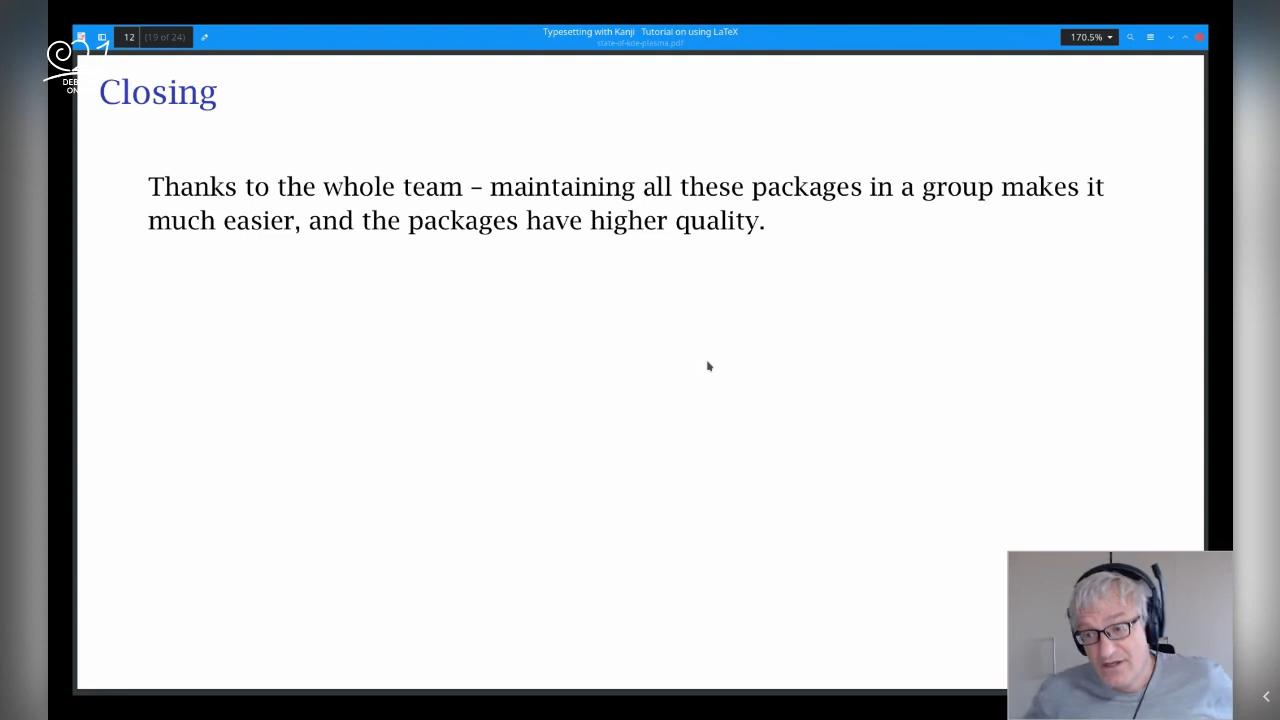 12 (19 of 24)
Typesetting with Kanji Tutorial on using LaTeX
state-of-kde-plasma.pdf
170.5%
21
Closing
Thanks to the whole team – maintaining all these packages in a group makes it
much easier, and the packages have higher quality.